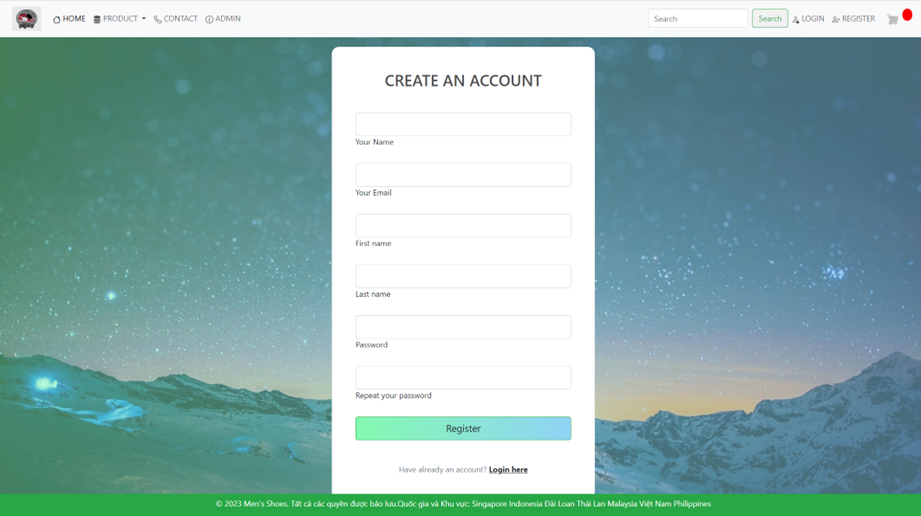 HOME PRODUCT CONTACT ADMIN Search Search LOGIN REGISTER
CREATE AN ACCOUNT
Your Name
Your Email
First name
Last name
Password
Repeat your password
Register
Have already an account? Login here
© 2023 Men's Shoes. Tất cả các quyền được bảo lưu.Quốc gia và Khu vực: Singapore Indonesia Đài Loan Thái Lan Malaysia Việt Nam Philippines